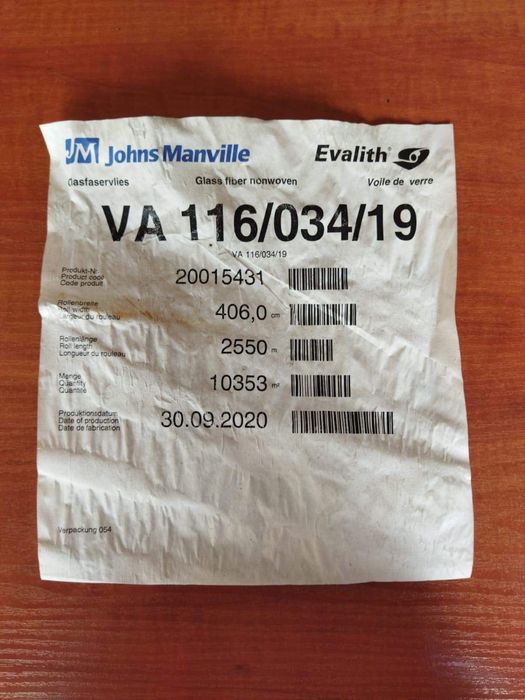 JM Johns Manville Evalith®
Glasfaservlies Glass fiber nonwoven Voile de verre
VA 116/034/19
VA 116/034/19
Produkt-Nr
Product code
Code produit
20015431
Rollenbreite
Roll width
Largeur du rouleau
406,0 cm
Rollenlänge
Roll length
Longueur du rouleau
2550 m
Menge
Quantity
Quantité
10353 m²
Produktionsdatum
Date of production
Date de fabrication
30.09.2020
Verpackung 054